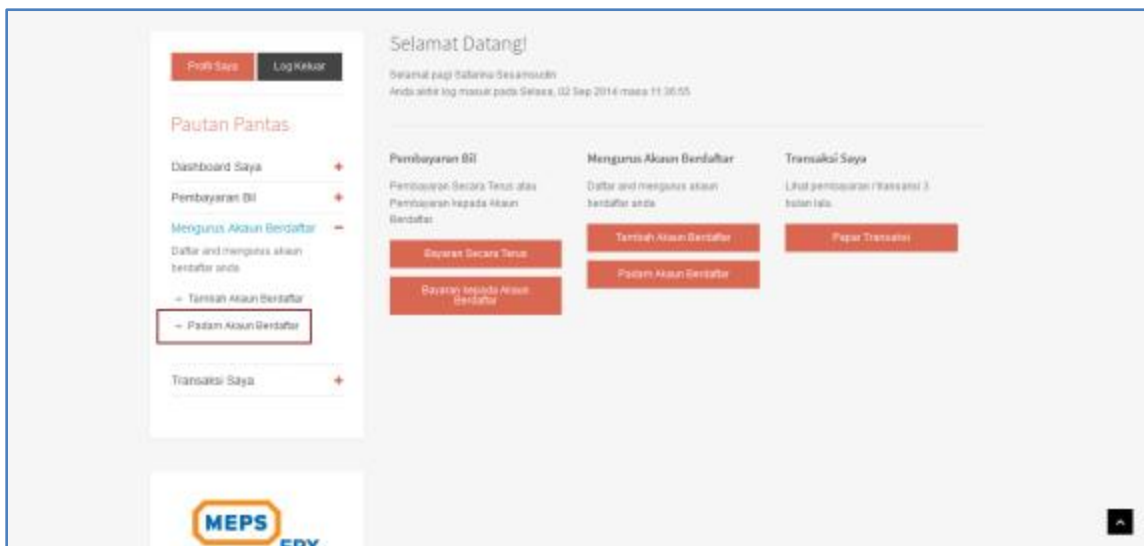 Profil Saya
Log Keluar
Pautan Pantas
Dashboard Saya
Pembayaran Bil
Mengurus Akaun Berdaftar
Daftar and mengurus akaun
berdaftar anda
Tambah Akaun Berdaftar
Padam Akaun Berdaftar
Transaksi Saya
MEPS
FPX
Selamat Datang!
Selamat pagi
Anda akhir log masuk pada Selasa, 02 Sep 2014 masa 11:36:55
Pembayaran Bil
Pembayaran Secara Terus atau
Pembayaran kepada Akaun
Berdaftar
Bayaran Secara Terus
Bayaran kepada Akaun
Berdaftar
Mengurus Akaun Berdaftar
Daftar and mengurus akaun
berdaftar anda
Tambah Akaun Berdaftar
Padam Akaun Berdaftar
Transaksi Saya
Lihat pembayaran / transaksi 3
bulan lalu.
Papar Transaksi